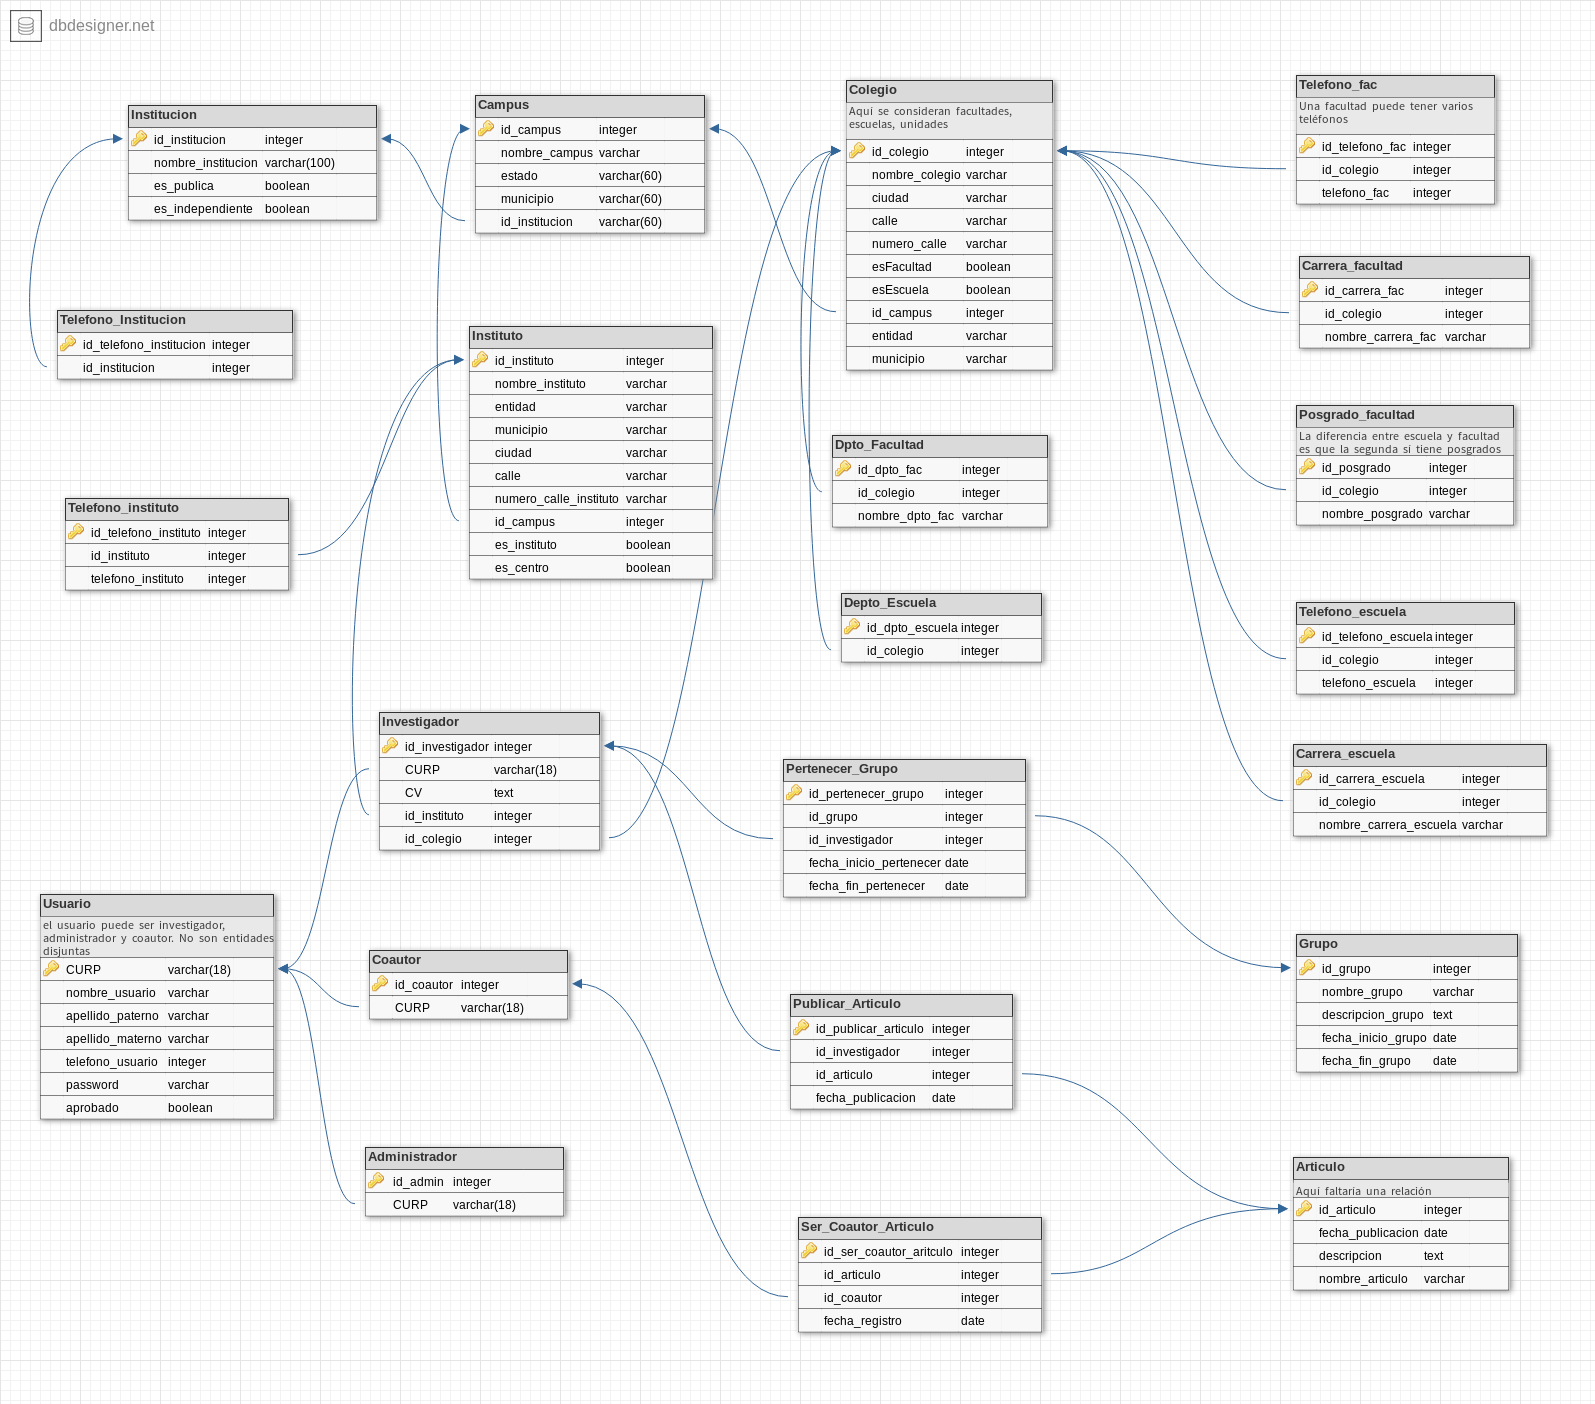 dbdesigner.net
Institucion
id_institucion integer
nombre_institucion varchar(100)
es_publica boolean
es_independiente boolean
Campus
id_campus integer
nombre_campus varchar
estado varchar(60)
municipio varchar(60)
id_institucion varchar(60)
Colegio
Aquí se consideran facultades,
escuelas, unidades
id_colegio integer
nombre_colegio varchar
ciudad varchar
calle varchar
numero_calle varchar
esFacultad boolean
esEscuela boolean
id_campus integer
entidad varchar
municipio varchar
Telefono_fac
Una facultad puede tener varios
teléfonos
id_telefono_fac integer
id_colegio integer
telefono_fac integer
Carrera_facultad
id_carrera_fac integer
id_colegio integer
nombre_carrera_fac varchar
Telefono_Institucion
id_telefono_institucion integer
id_institucion integer
Instituto
id_instituto integer
nombre_instituto varchar
entidad varchar
municipio varchar
ciudad varchar
calle varchar
numero_calle_instituto varchar
id_campus integer
es_instituto boolean
es_centro boolean
Dpto_Facultad
id_dpto_fac integer
id_colegio integer
nombre_dpto_fac varchar
Posgrado_facultad
La diferencia entre escuela y facultad
es que la segunda sí tiene posgrados
id_posgrado integer
id_colegio integer
nombre_posgrado varchar
Telefono_instituto
id_telefono_instituto integer
id_instituto integer
telefono_instituto integer
Depto_Escuela
id_dpto_escuela integer
id_colegio integer
Telefono_escuela
id_telefono_escuela integer
id_colegio integer
telefono_escuela integer
Investigador
id_investigador integer
CURP varchar(18)
CV text
id_instituto integer
id_colegio integer
Pertenecer_Grupo
id_pertenecer_grupo integer
id_grupo integer
id_investigador integer
fecha_inicio_pertenecer date
fecha_fin_pertenecer date
Carrera_escuela
id_carrera_escuela integer
id_colegio integer
nombre_carrera_escuela varchar
Usuario
el usuario puede ser investigador,
administrador y coautor. No son entidades
disjuntas
CURP varchar(18)
nombre_usuario varchar
apellido_paterno varchar
apellido_materno varchar
telefono_usuario integer
password varchar
aprobado boolean
Coautor
id_coautor integer
CURP varchar(18)
Publicar_Articulo
id_publicar_articulo integer
id_investigador integer
id_articulo integer
fecha_publicacion date
Grupo
id_grupo integer
nombre_grupo varchar
descripcion_grupo text
fecha_inicio_grupo date
fecha_fin_grupo date
Administrador
id_admin integer
CURP varchar(18)
Ser_Coautor_Articulo
id_ser_coautor_aritculo integer
id_articulo integer
id_coautor integer
fecha_registro date
Articulo
Aquí faltaría una relación
id_articulo integer
fecha_publicacion date
descripcion text
nombre_articulo varchar